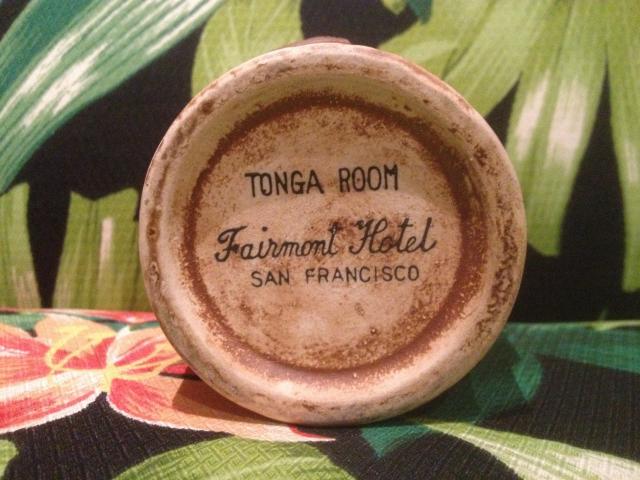 TONGA ROOM
Fairmont Hotel
SAN FRANCISCO